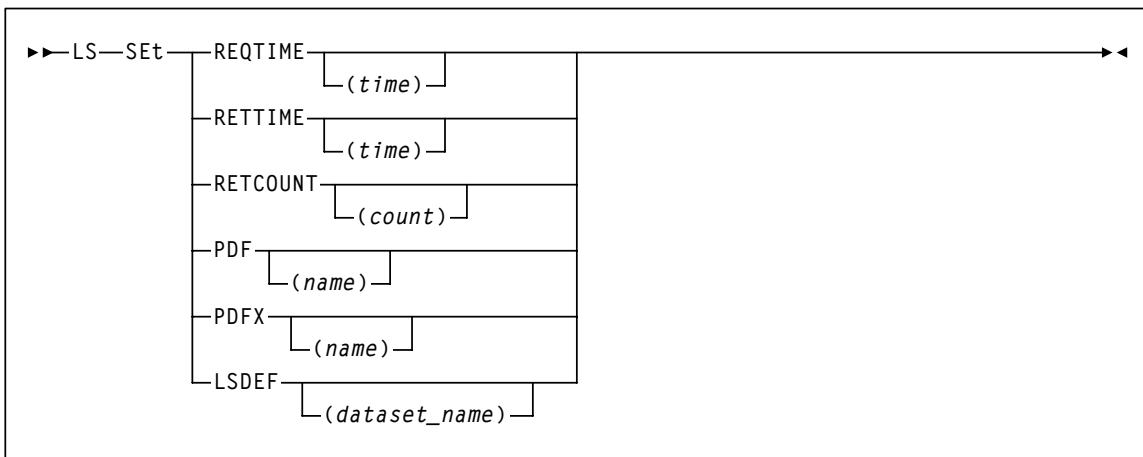 LS SEt REQTIME
(time)
RETTIME
(time)
RETCOUNT
(count)
PDF
(name)
PDFX
(name)
LSDEF
(dataset_name)